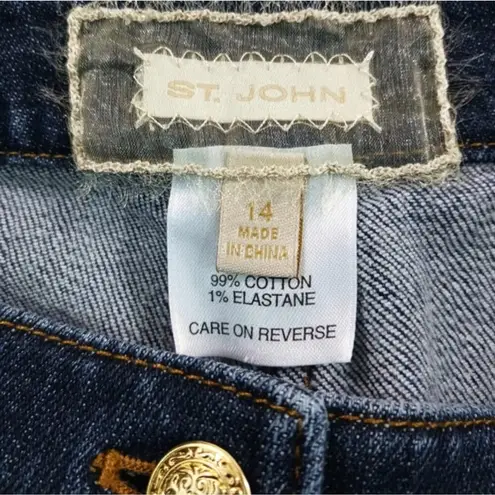 ST. JOHN
14
MADE
IN CHINA
99% COTTON
1% ELASTANE
CARE ON REVERSE